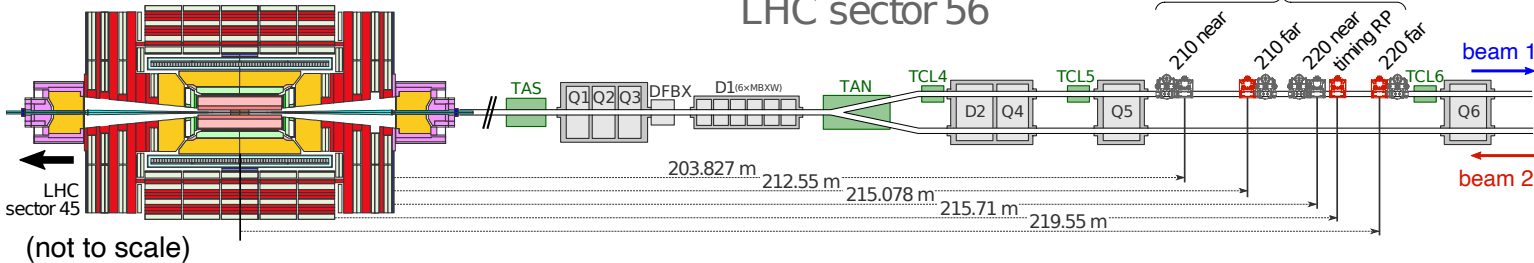 LHC sector 56
210 near
210 far
220 near
timing RP
220 far
beam 1
TAS
Q1 Q2 Q3
DFBX
D1(6×MBXW)
TAN
TCL4
D2 Q4
TCL5
Q5
TCL6
Q6
beam 2
LHC
sector 45
203.827 m
212.55 m
215.078 m
215.71 m
219.55 m
(not to scale)